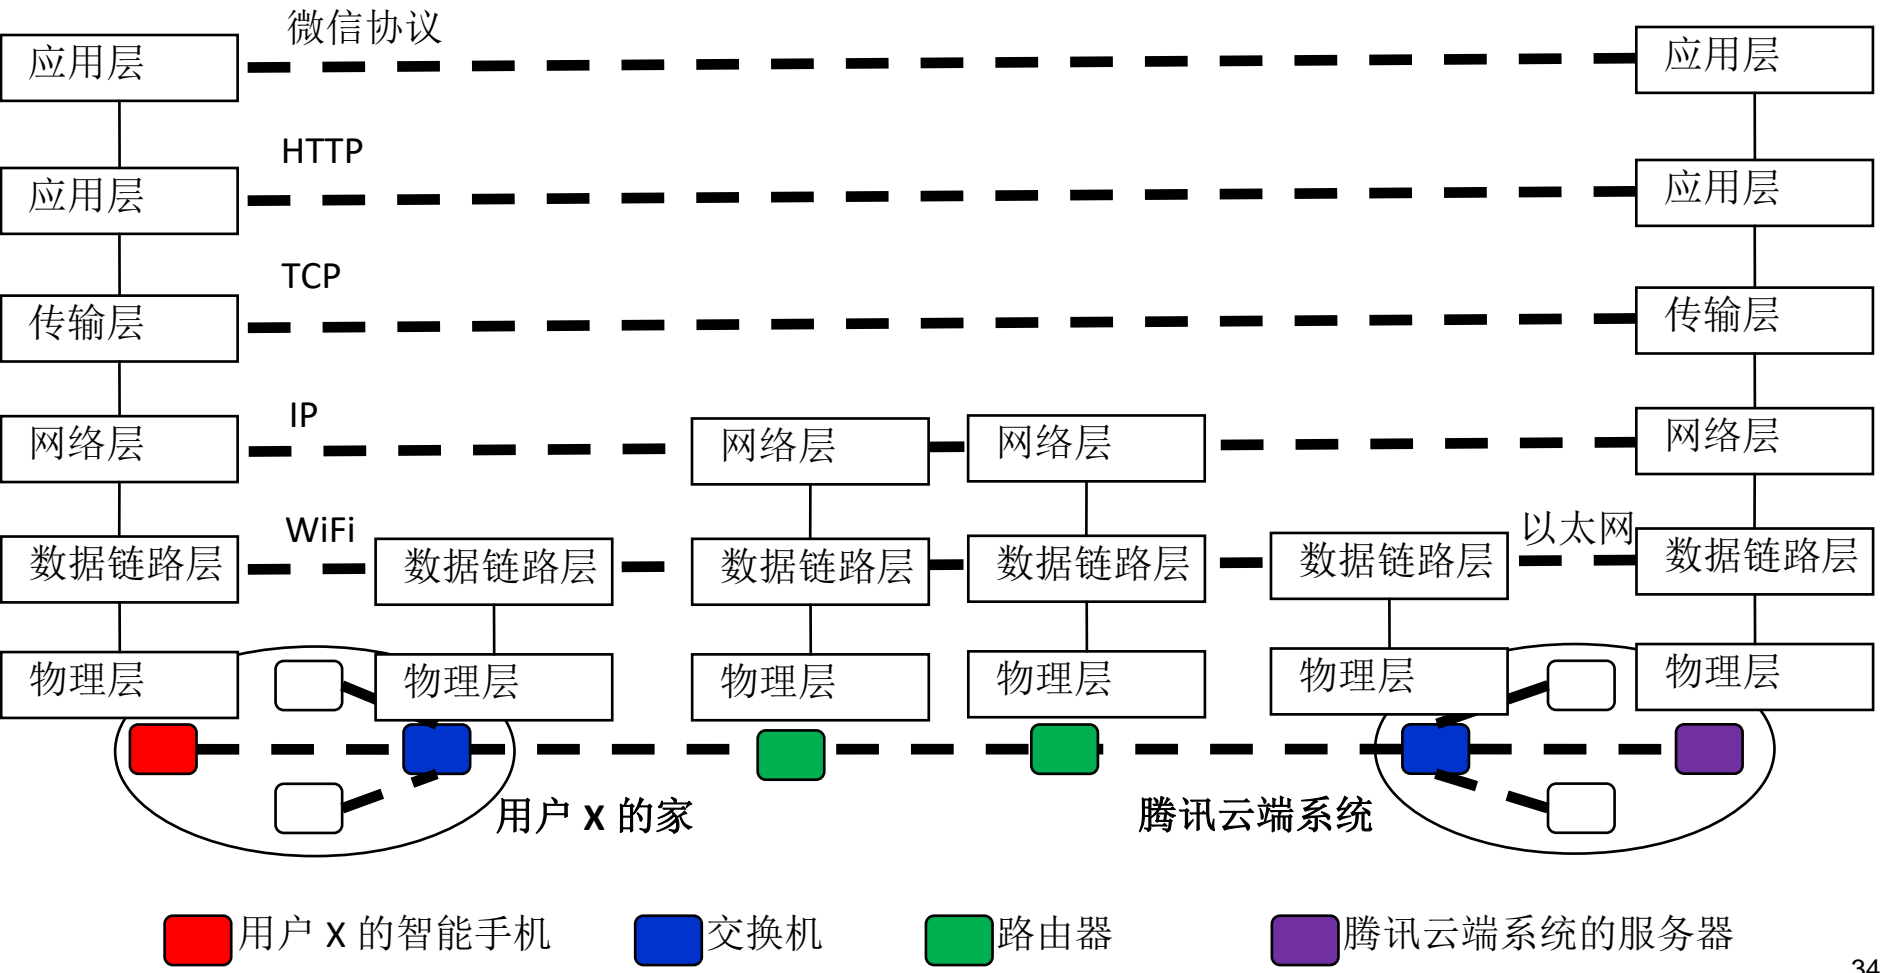 微信协议
应用层
应用层
HTTP
应用层
应用层
TCP
传输层
传输层
IP
网络层
网络层
网络层
网络层
WiFi
以太网
数据链路层
数据链路层
数据链路层
数据链路层
数据链路层
数据链路层
物理层
物理层
物理层
物理层
物理层
物理层
用户 X 的家
腾讯云端系统
用户 X 的智能手机
交换机
路由器
腾讯云端系统的服务器
34